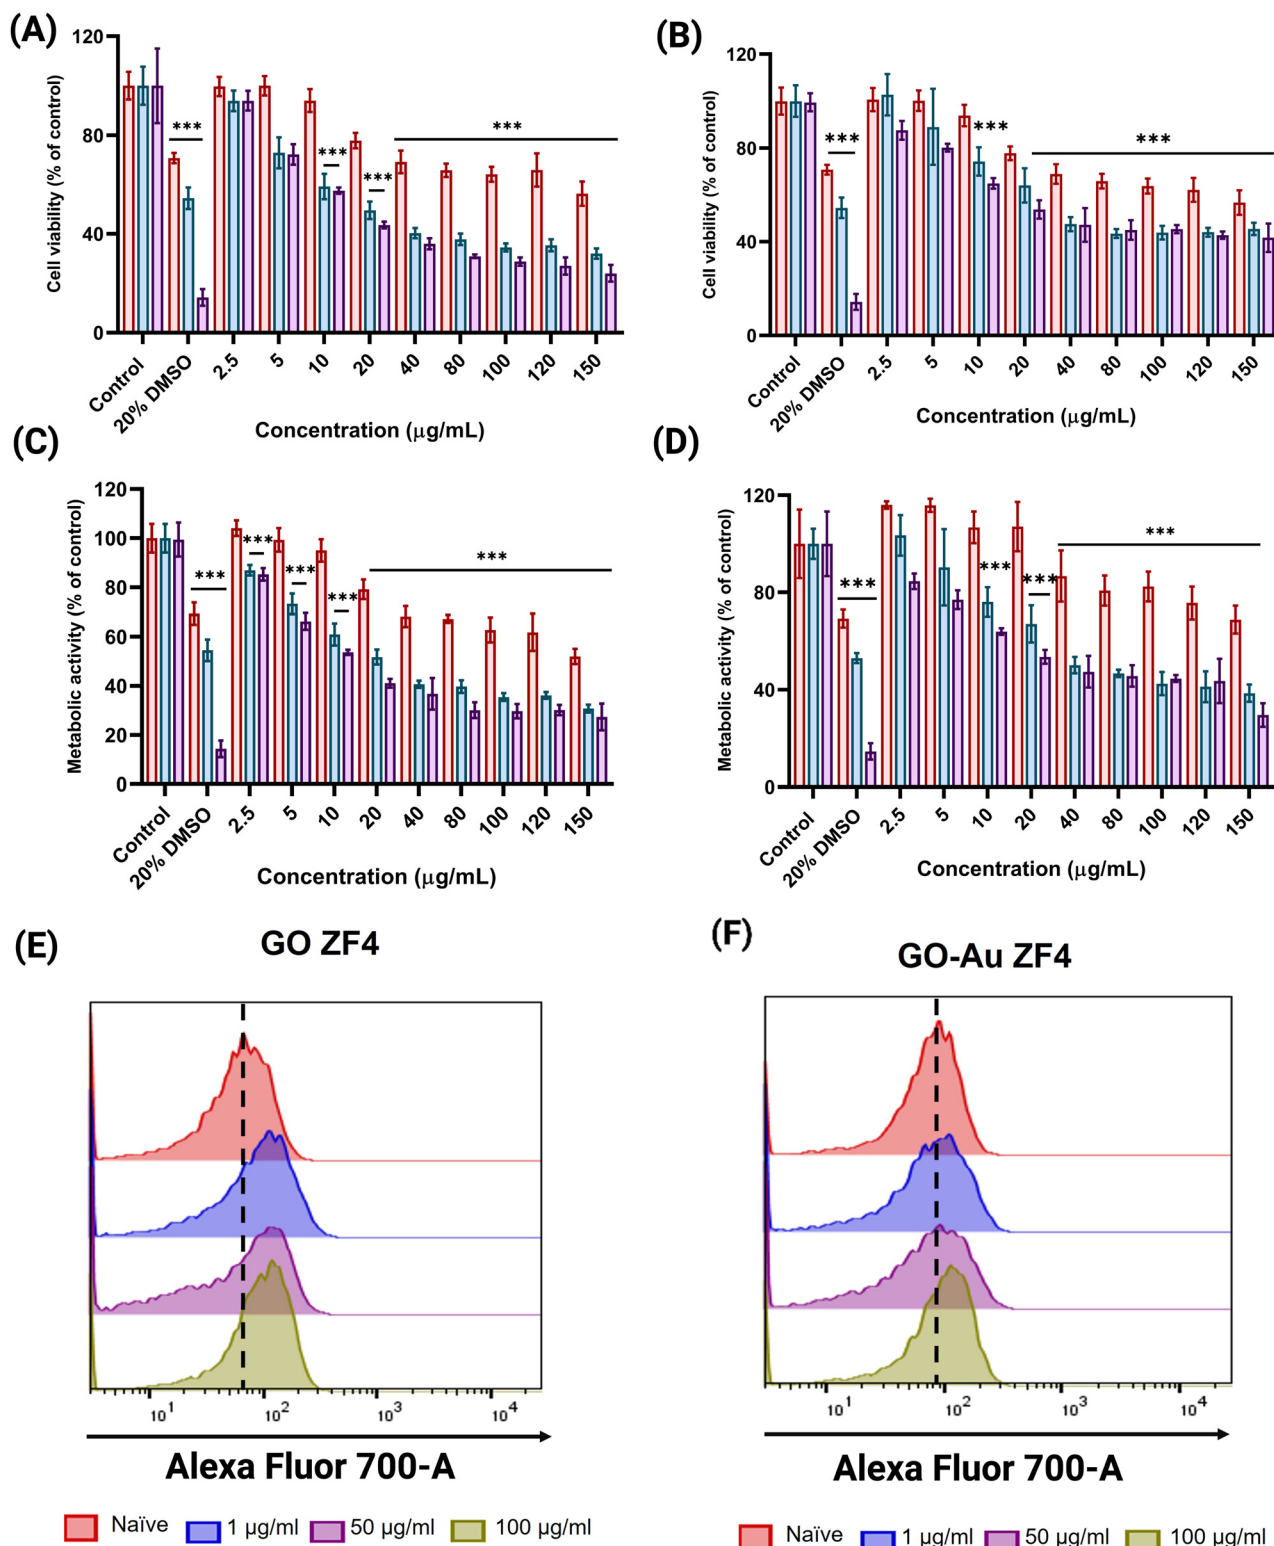 (A)
Cell viability (% of control)
120
80
40
0
***
***
***
***
Control
20% DMSO
2.5
5
10
20
40
80
100
120
150
Concentration (μg/mL)
(B)
Cell viability (% of control)
120
80
40
0
***
***
***
Control
20% DMSO
2.5
5
10
20
40
80
100
120
150
Concentration (μg/mL)
(C)
Metabolic activity (% of control)
120
100
80
60
40
20
0
***
***
***
***
***
Control
20% DMSO
2.5
5
10
20
40
80
100
120
150
Concentration (μg/mL)
(D)
Metabolic activity (% of control)
120
80
40
0
***
***
***
***
Control
20% DMSO
2.5
5
10
20
40
80
100
120
150
Concentration (μg/mL)
(E)
GO ZF4
10¹
10²
10³
10⁴
Alexa Fluor 700-A
Naïve
1 µg/ml
50 µg/ml
100 µg/ml
(F)
GO-Au ZF4
10¹
10²
10³
10⁴
Alexa Fluor 700-A
Naïve
1 µg/ml
50 µg/ml
100 µg/ml